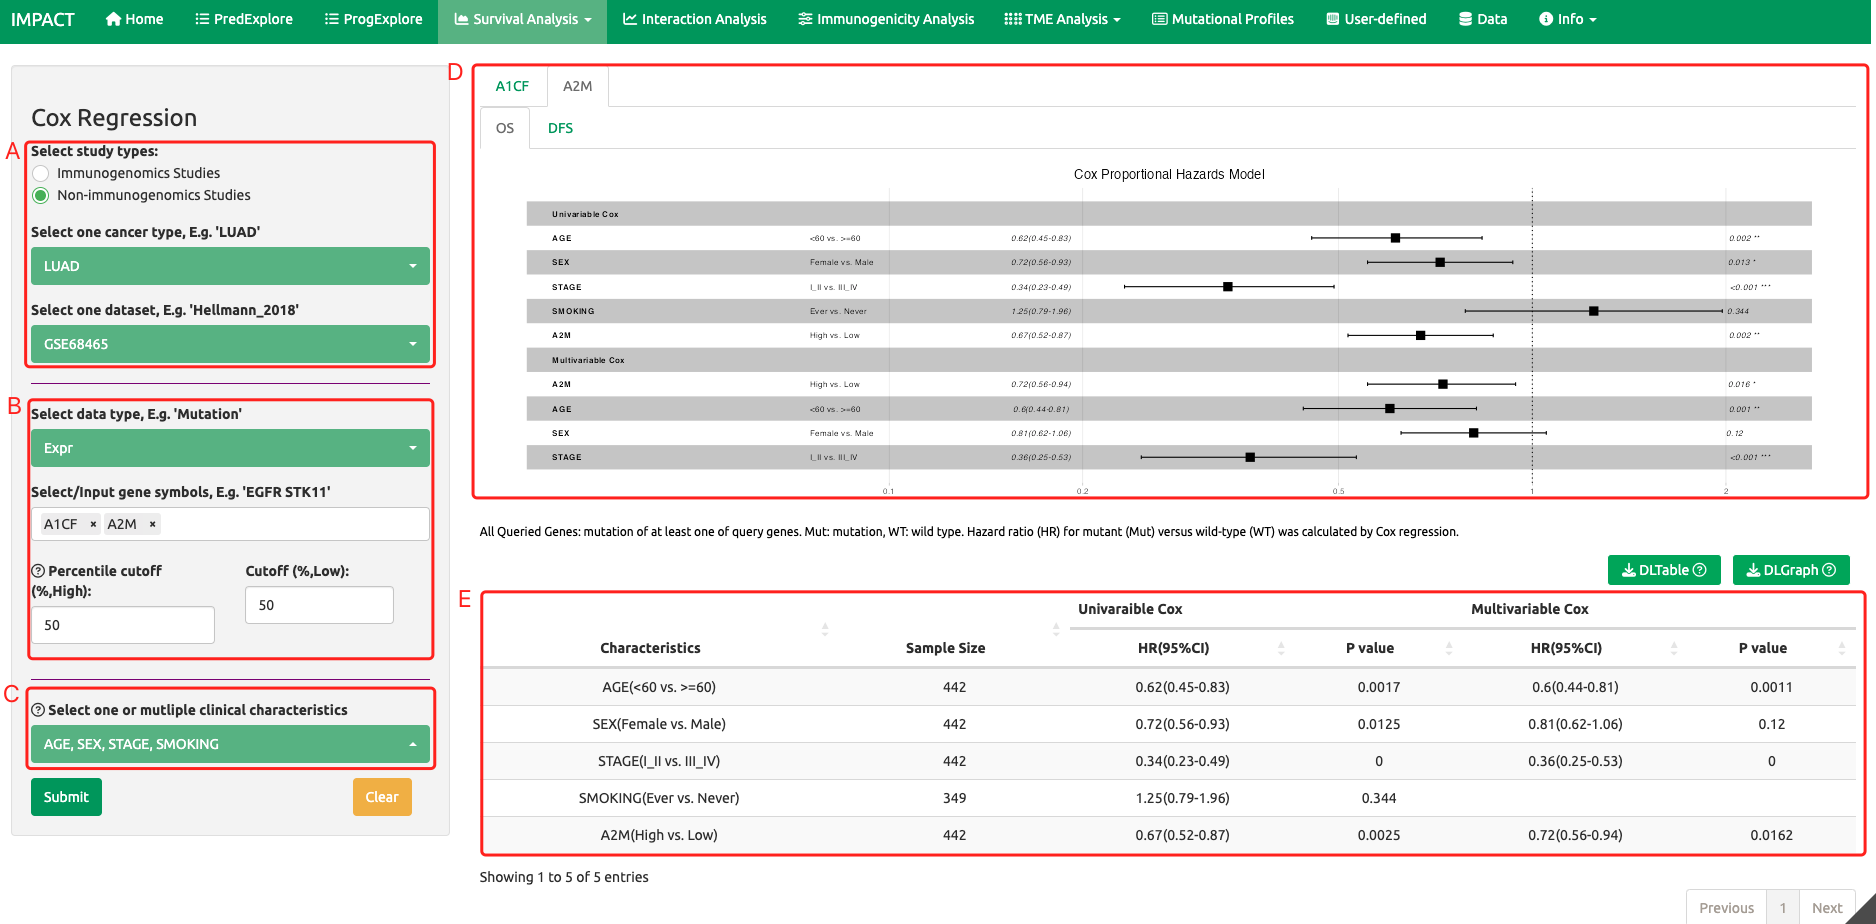 IMPACT Home PredExplore ProgExplore Survival Analysis Interaction Analysis Immunogenicity Analysis TME Analysis Mutational Profiles User-defined Data Info
Cox Regression
A
Select study types:
Immunogenomics Studies
Non-immunogenomics Studies
Select one cancer type, E.g. 'LUAD'
LUAD
Select one dataset, E.g. 'Hellmann_2018'
GSE68465
B
Select data type, E.g. 'Mutation'
Expr
Select/Input gene symbols, E.g. 'EGFR STK11'
A1CF × A2M ×
Percentile cutoff (%,High):
50
Cutoff (%,Low):
50
C
Select one or mutliple clinical characteristics
AGE, SEX, STAGE, SMOKING
Submit Clear
D
A1CF A2M
OS DFS
Cox Proportional Hazards Model
Univariable Cox
AGE <60 vs. >=60 0.62(0.45-0.83) 0.002 **
SEX Female vs. Male 0.72(0.56-0.93) 0.013 *
STAGE I_II vs. III_IV 0.34(0.23-0.49) <0.001 ***
SMOKING Ever vs. Never 1.25(0.79-1.96) 0.344
A2M High vs. Low 0.67(0.52-0.87) 0.002 **
Multivariable Cox
A2M High vs. Low 0.72(0.56-0.94) 0.016 *
AGE <60 vs. >=60 0.6(0.44-0.81) 0.001 **
SEX Female vs. Male 0.81(0.62-1.06) 0.12
STAGE I_II vs. III_IV 0.36(0.25-0.53) <0.001 ***
0.1 0.2 0.5 1 2
All Queried Genes: mutation of at least one of query genes. Mut: mutation, WT: wild type. Hazard ratio (HR) for mutant (Mut) versus wild-type (WT) was calculated by Cox regression.
DLTable DLGraph
E
Univaraible Cox Multivariable Cox
Characteristics Sample Size HR(95%CI) P value HR(95%CI) P value
AGE(<60 vs. >=60) 442 0.62(0.45-0.83) 0.0017 0.6(0.44-0.81) 0.0011
SEX(Female vs. Male) 442 0.72(0.56-0.93) 0.0125 0.81(0.62-1.06) 0.12
STAGE(I_II vs. III_IV) 442 0.34(0.23-0.49) 0 0.36(0.25-0.53) 0
SMOKING(Ever vs. Never) 349 1.25(0.79-1.96) 0.344
A2M(High vs. Low) 442 0.67(0.52-0.87) 0.0025 0.72(0.56-0.94) 0.0162
Showing 1 to 5 of 5 entries
Previous 1 Next